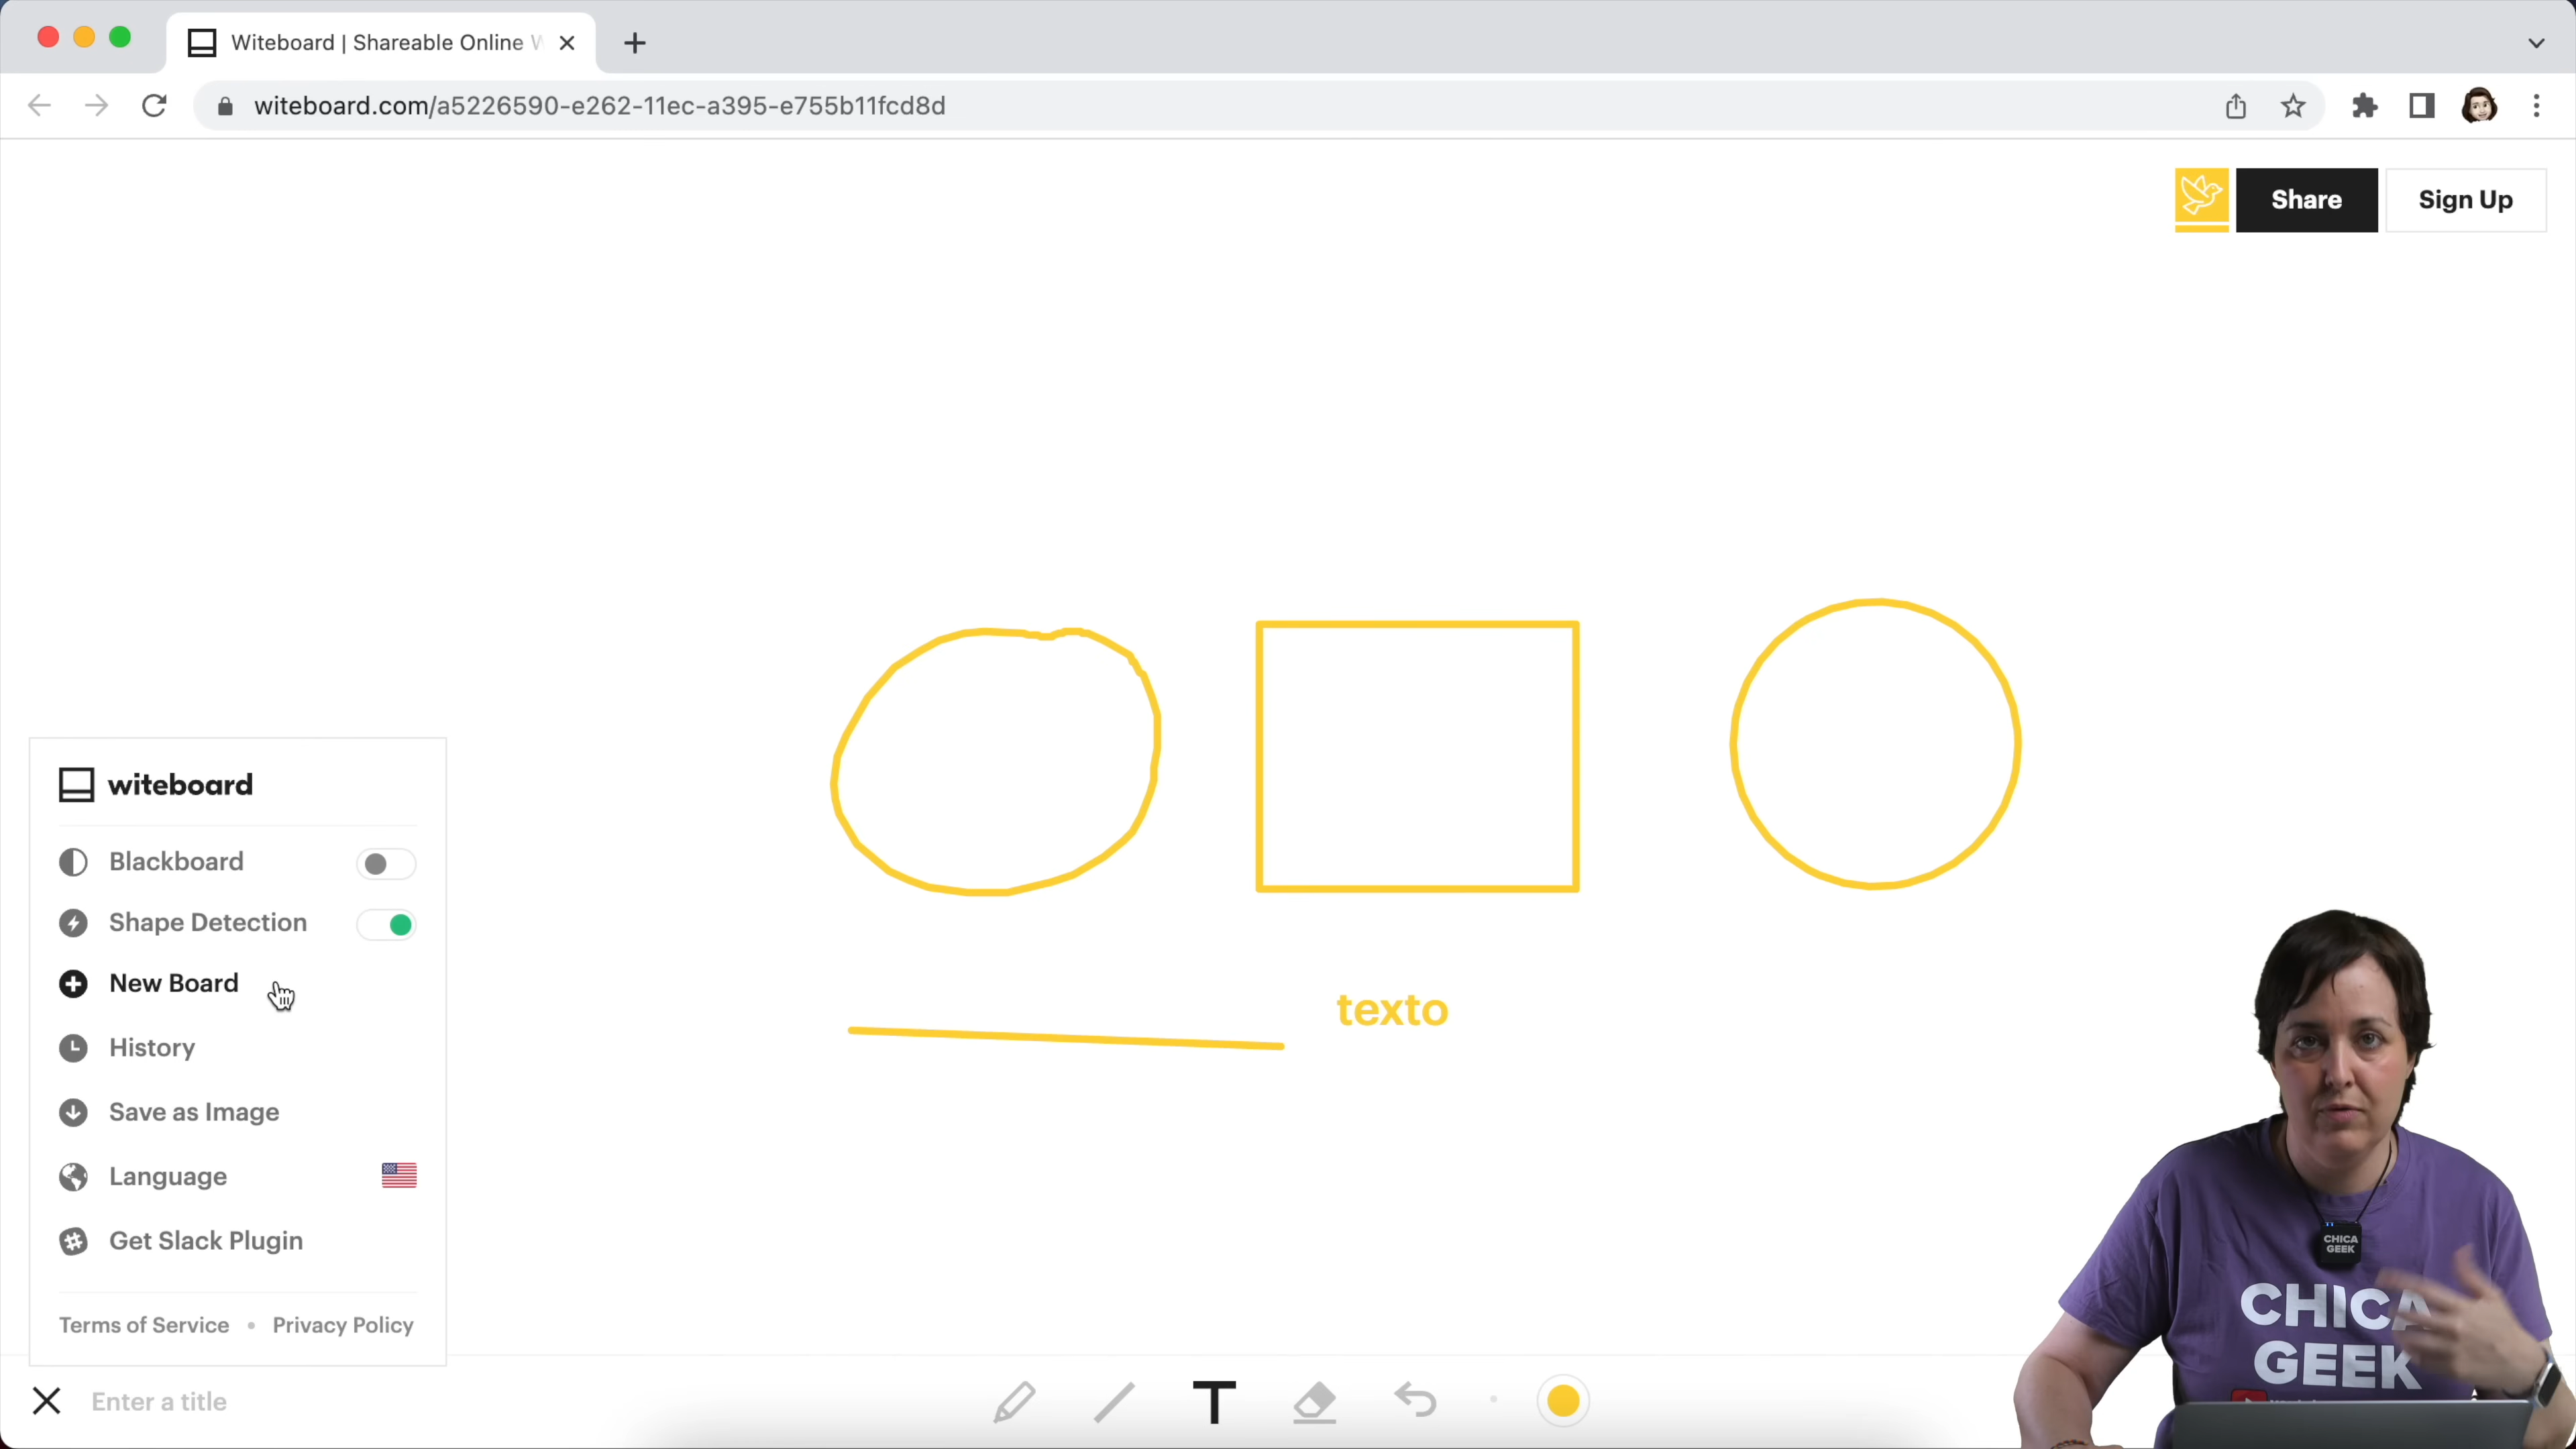 Witeboard | Shareable Online W
witeboard.com/a5226590-e262-11ec-a395-e755b11fcd8d
Share
Sign Up
witeboard
Blackboard
Shape Detection
New Board
History
Save as Image
Language
Get Slack Plugin
Terms of Service • Privacy Policy
Enter a title
texto
T
CHICA
GEEK
CHICA
GEEK